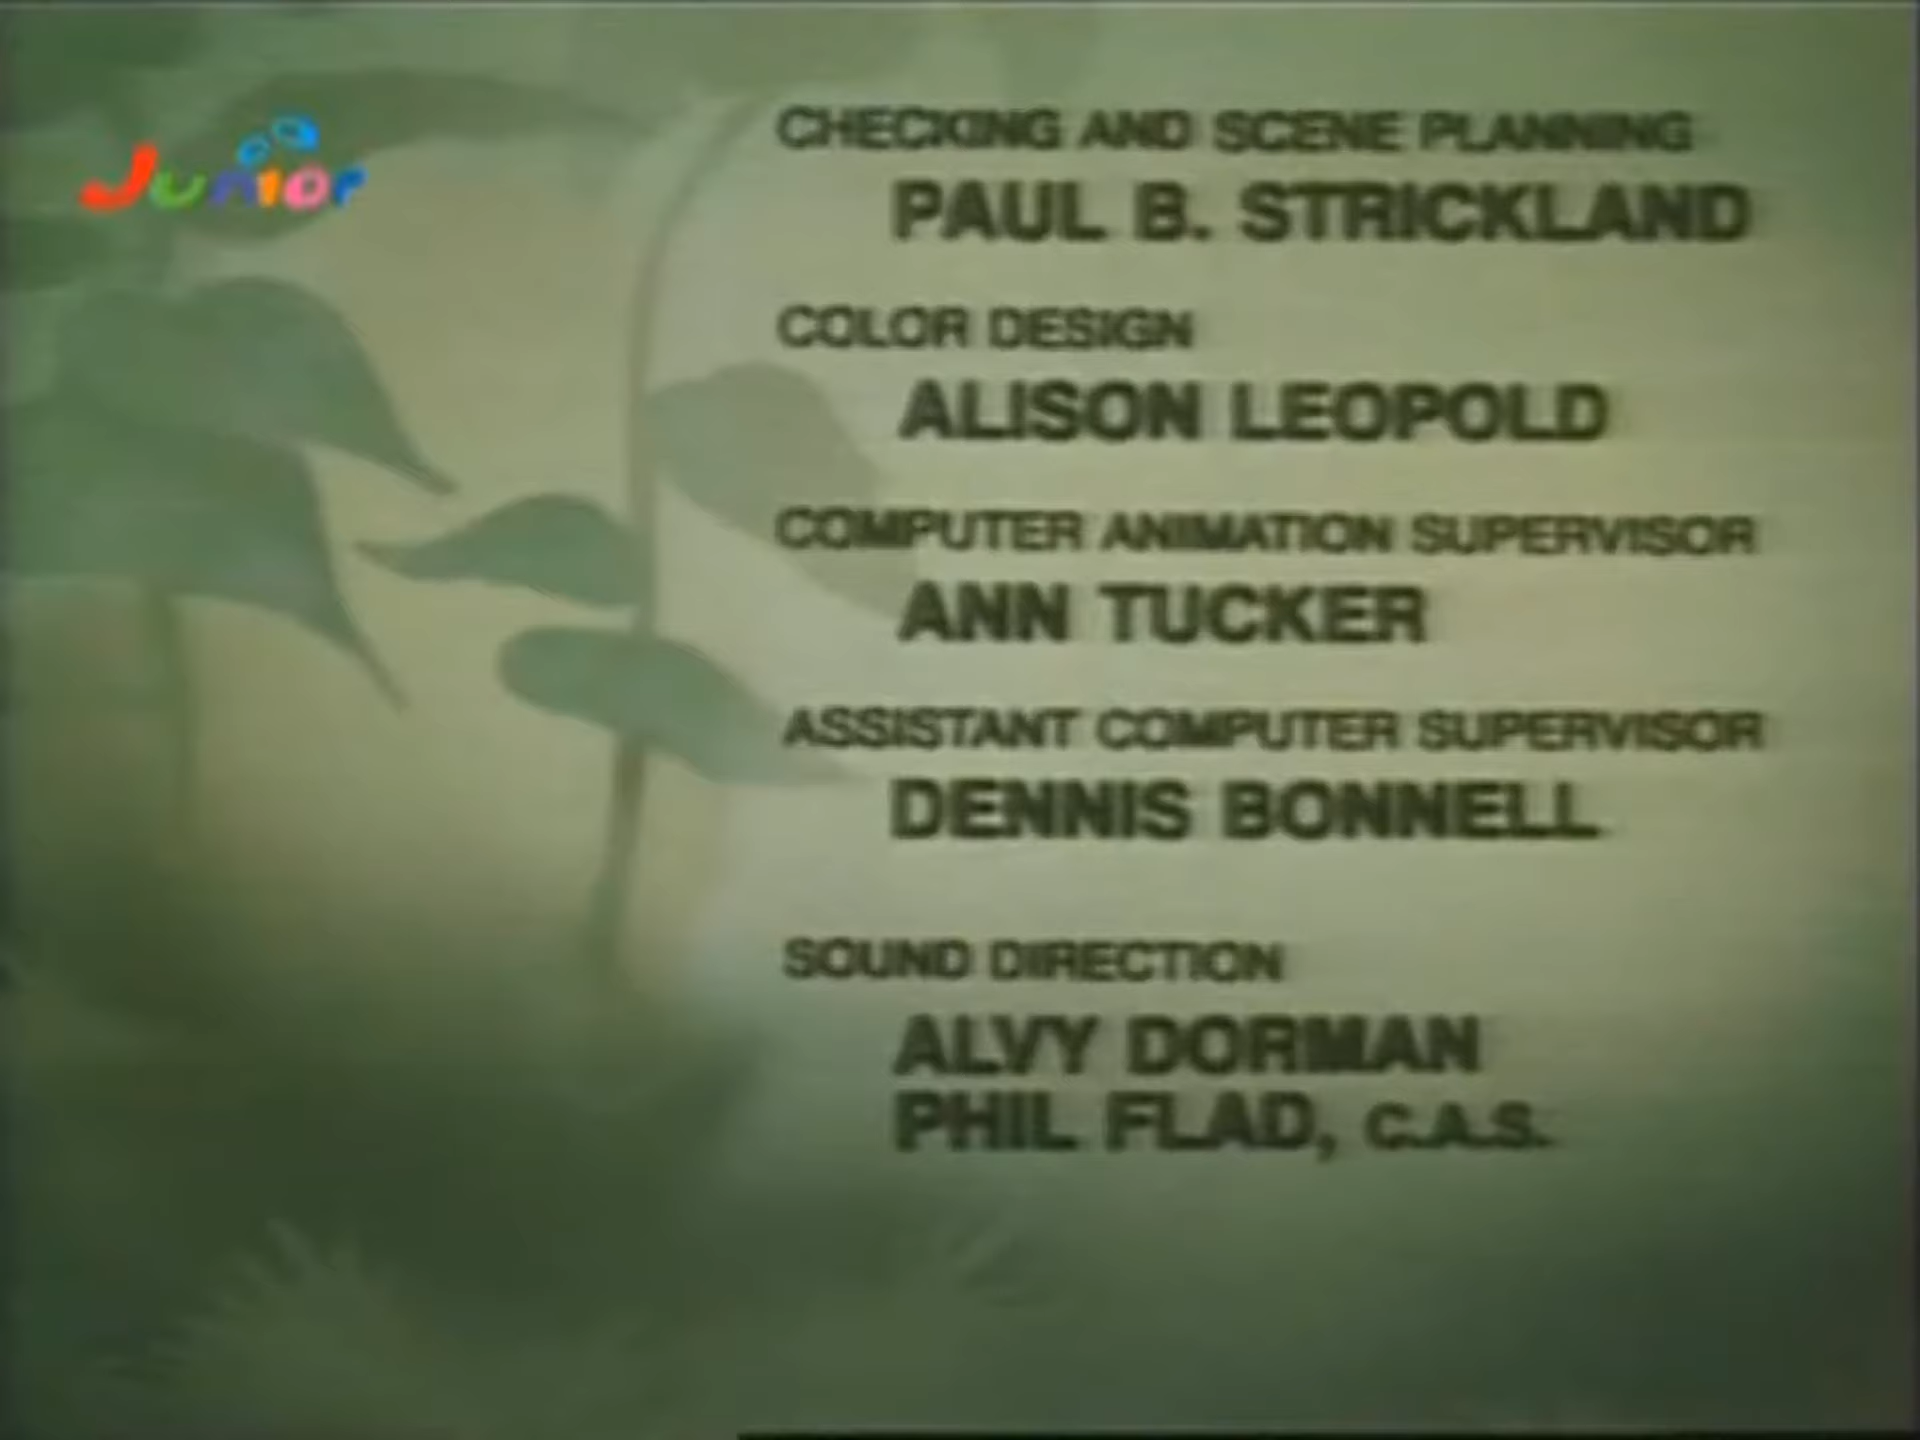 Junior
CHECKING AND SCENE PLANNING
PAUL B. STRICKLAND
COLOR DESIGN
ALISON LEOPOLD
COMPUTER ANIMATION SUPERVISOR
ANN TUCKER
ASSISTANT COMPUTER SUPERVISOR
DENNIS BONNELL
SOUND DIRECTION
ALVY DORMAN
PHIL FLAD, C.A.S.